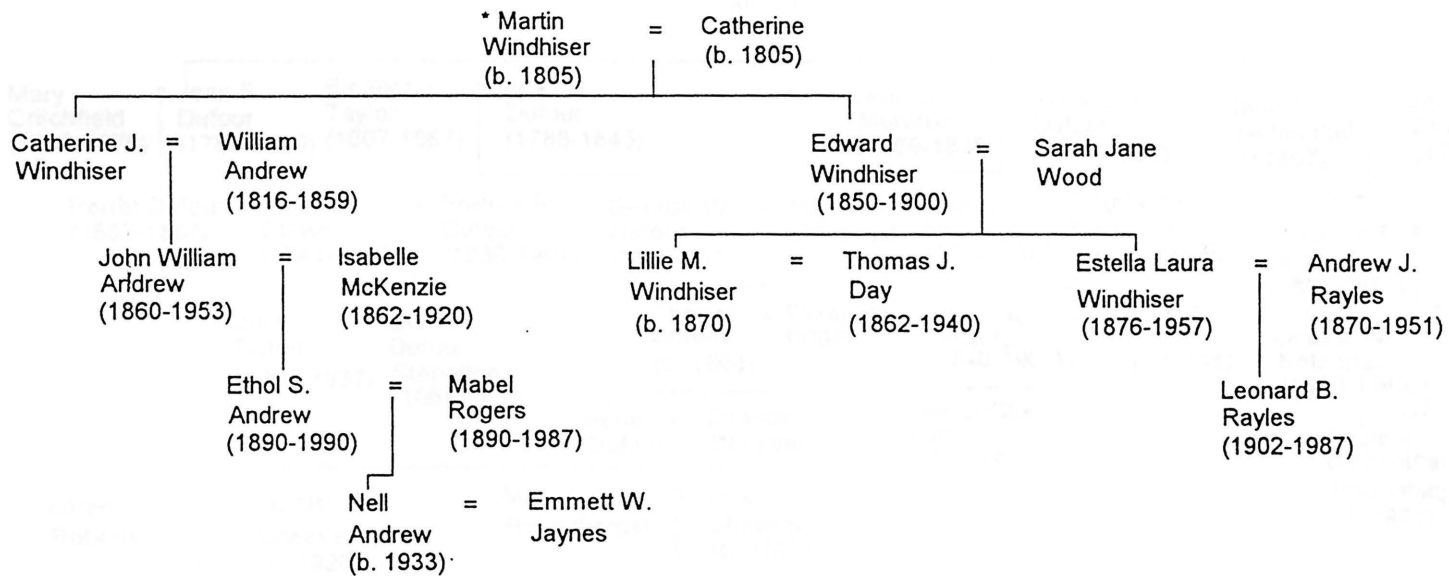 * Martin
Windhiser
(b. 1805)
=
Catherine
(b. 1805)
Catherine J.
Windhiser
=
William
Andrew
(1816-1859)
Edward
Windhiser
(1850-1900)
=
Sarah Jane
Wood
John William
Andrew
(1860-1953)
=
Isabelle
McKenzie
(1862-1920)
Lillie M.
Windhiser
(b. 1870)
=
Thomas J.
Day
(1862-1940)
Estella Laura
Windhiser
(1876-1957)
=
Andrew J.
Rayles
(1870-1951)
Ethol S.
Andrew
(1890-1990)
=
Mabel
Rogers
(1890-1987)
Leonard B.
Rayles
(1902-1987)
Nell
Andrew
(b. 1933)
=
Emmett W.
Jaynes